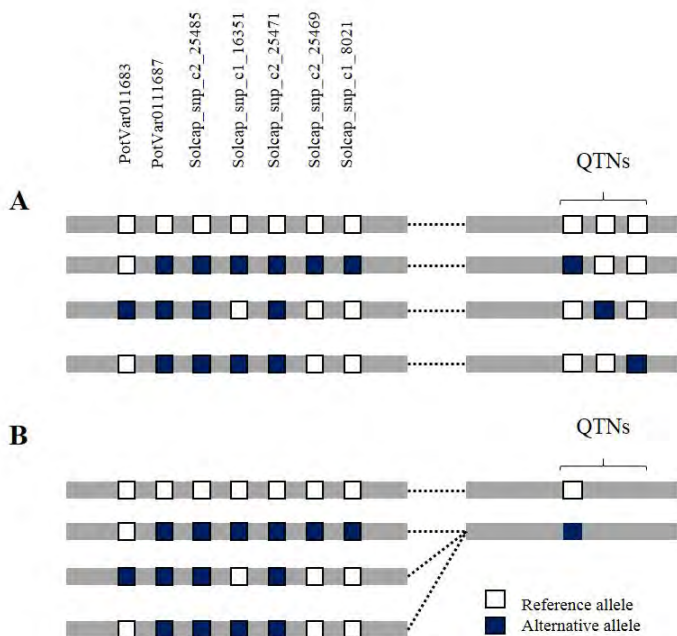 PotVar011683
PotVar0111687
Solcap_snp_c2_25485
Solcap_snp_c1_16351
Solcap_snp_c2_25471
Solcap_snp_c2_25469
Solcap_snp_c1_8021
QTNs
A
B
QTNs
Reference allele
Alternative allele